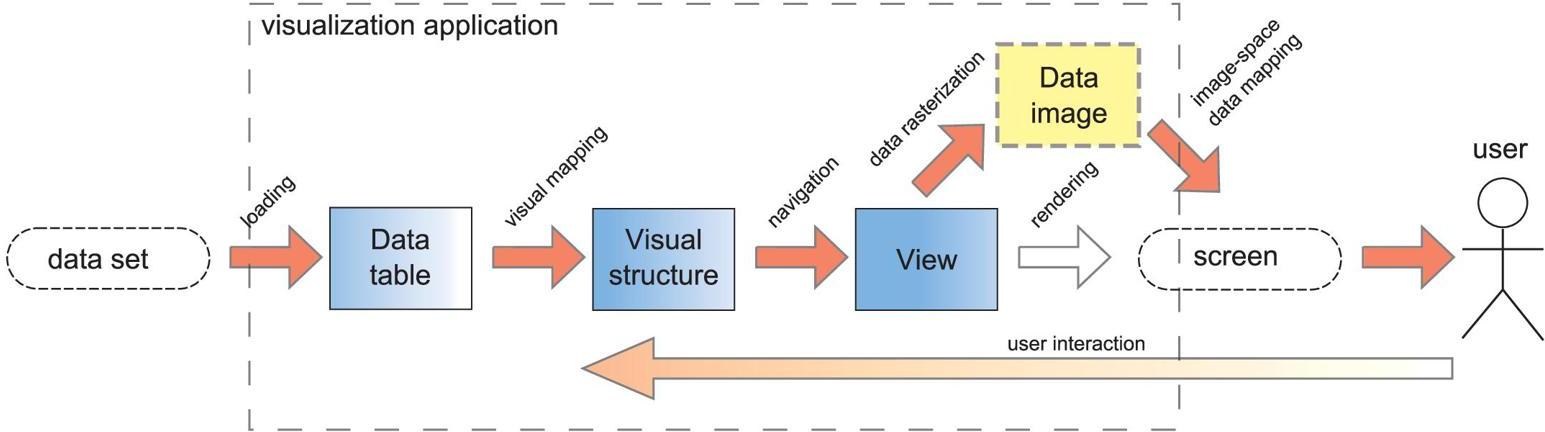 visualization application
data set
loading
Data
table
visual mapping
Visual
structure
navigation
View
data rasterization
Data
image
rendering
image-space
data mapping
screen
user
user interaction